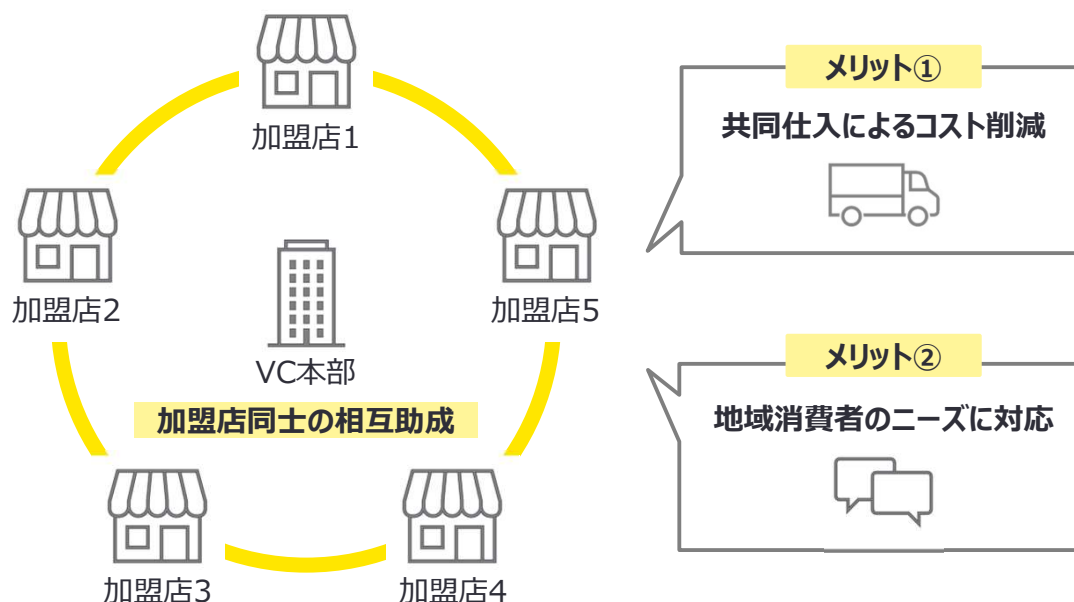 加盟店1
加盟店2
加盟店5
VC本部
加盟店同士の相互助成
加盟店3
加盟店4
メリット①
共同仕入によるコスト削減
メリット②
地域消費者のニーズに対応